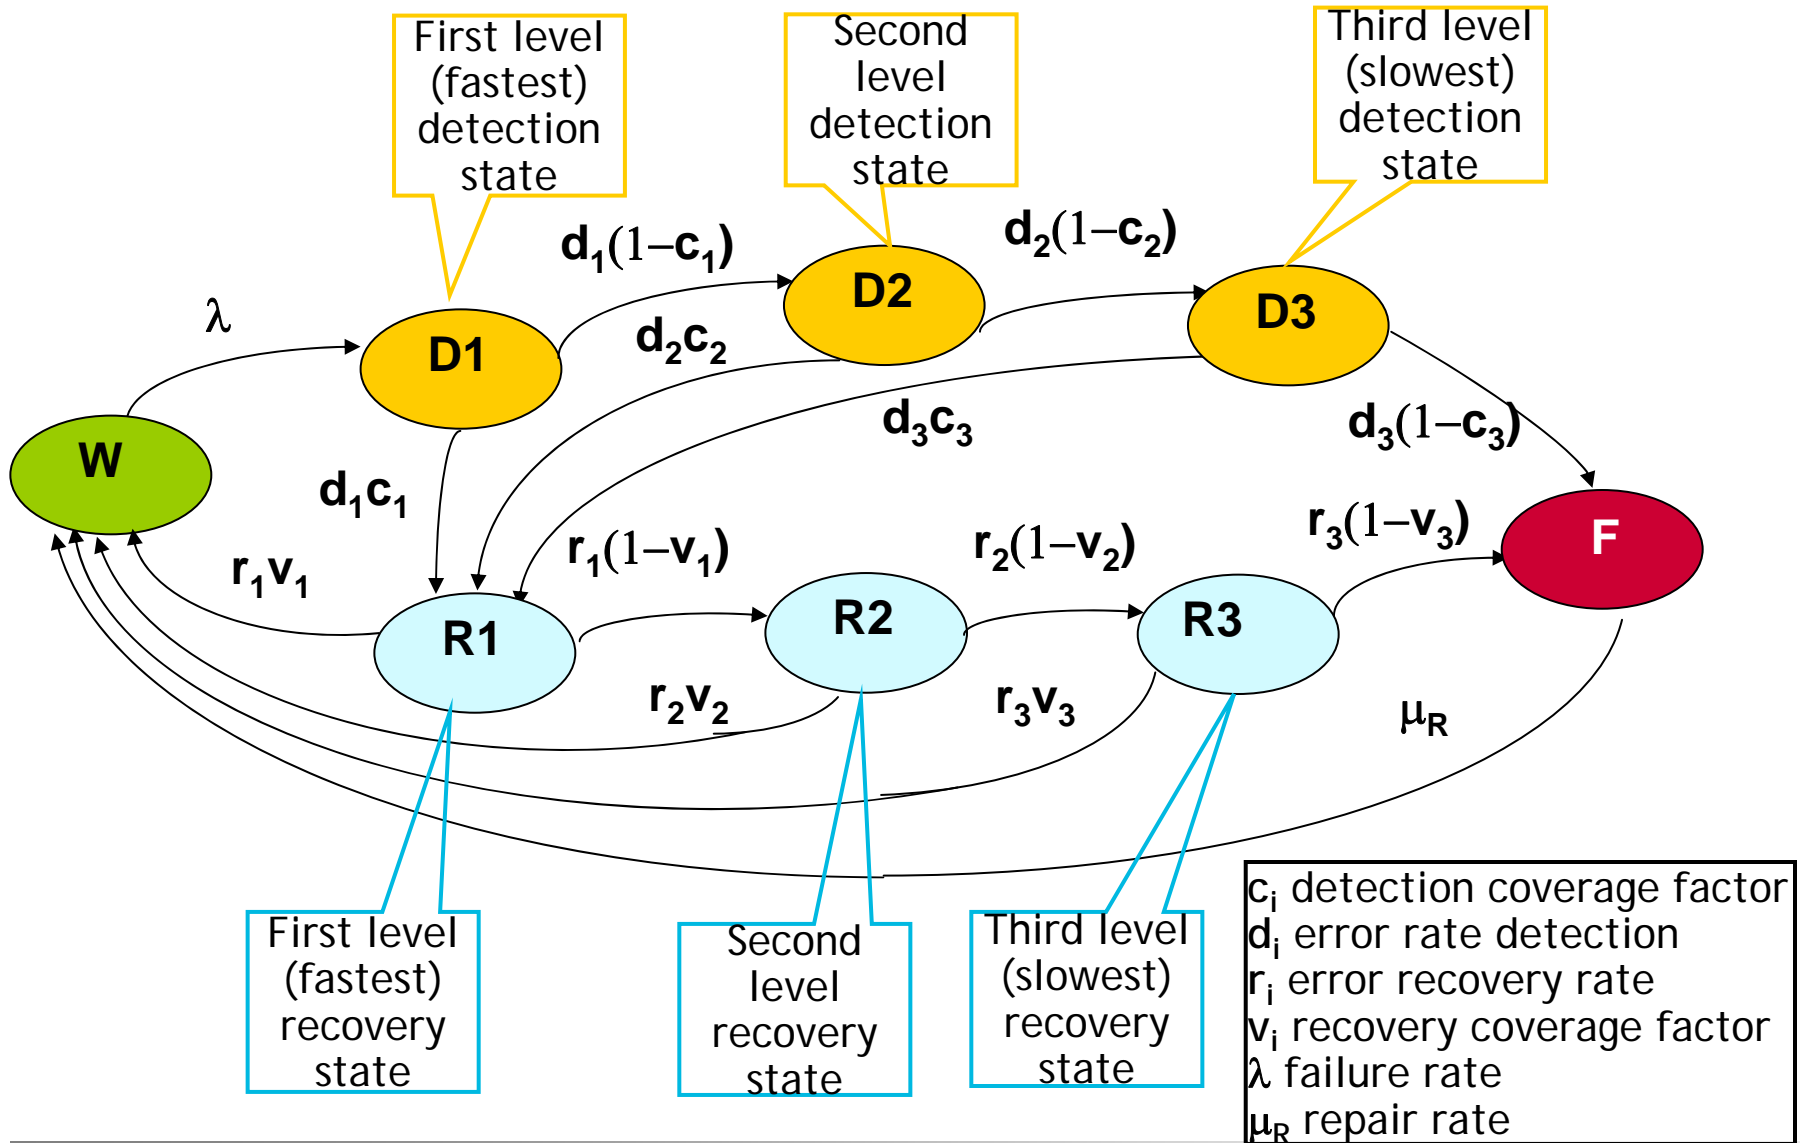 First level
(fastest)
detection
state
Second
level
detection
state
Third level
(slowest)
detection
state
d₁(1–c₁)
d₂(1–c₂)
λ
D1
D2
D3
d₂c₂
d₃c₃
d₃(1–c₃)
W
d₁c₁
r₁v₁
r₁(1–v₁)
r₂(1–v₂)
r₃(1–v₃)
F
R1
R2
R3
r₂v₂
r₃v₃
μR
First level
(fastest)
recovery
state
Second
level
recovery
state
Third level
(slowest)
recovery
state
cᵢ detection coverage factor
dᵢ error rate detection
rᵢ error recovery rate
vᵢ recovery coverage factor
λ failure rate
μR repair rate